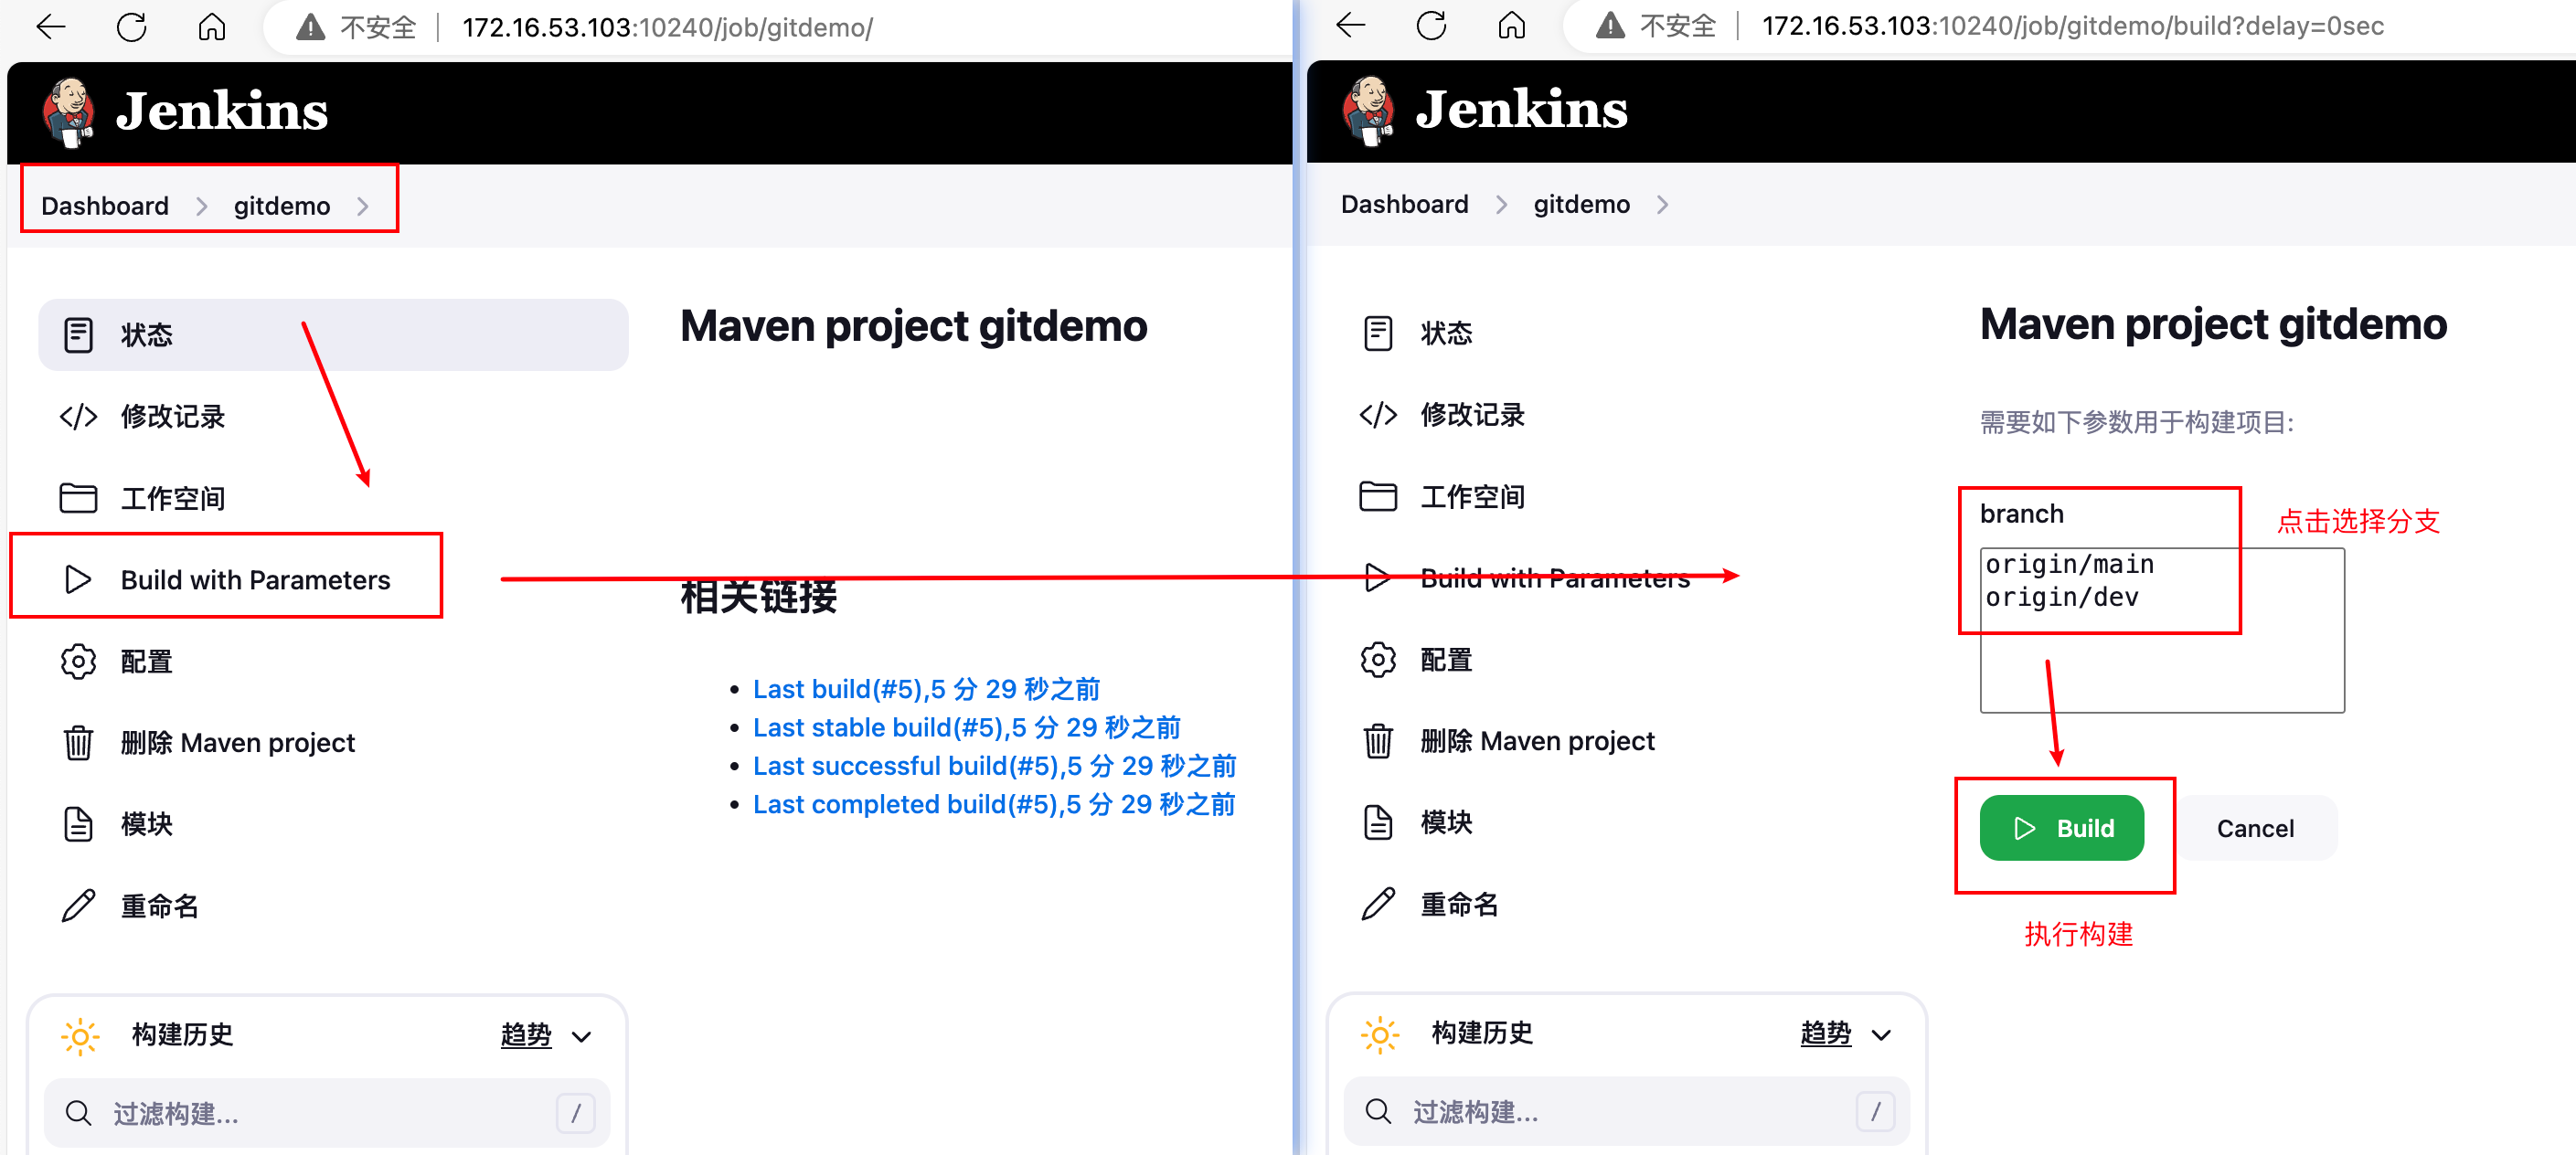 不安全 172.16.53.103:10240/job/gitdemo/
Jenkins
Dashboard gitdemo
状态
修改记录
工作空间
Build with Parameters
配置
删除 Maven project
模块
重命名
构建历史 趋势
过滤构建... /
Maven project gitdemo
相关链接
Last build(#5),5 分 29 秒之前
Last stable build(#5),5 分 29 秒之前
Last successful build(#5),5 分 29 秒之前
Last completed build(#5),5 分 29 秒之前
不安全 172.16.53.103:10240/job/gitdemo/build?delay=0sec
Jenkins
Dashboard gitdemo
状态
修改记录
工作空间
Build with Parameters
配置
删除 Maven project
模块
重命名
构建历史 趋势
过滤构建... /
Maven project gitdemo
需要如下参数用于构建项目:
branch
点击选择分支
origin/main
origin/dev
Build Cancel
执行构建